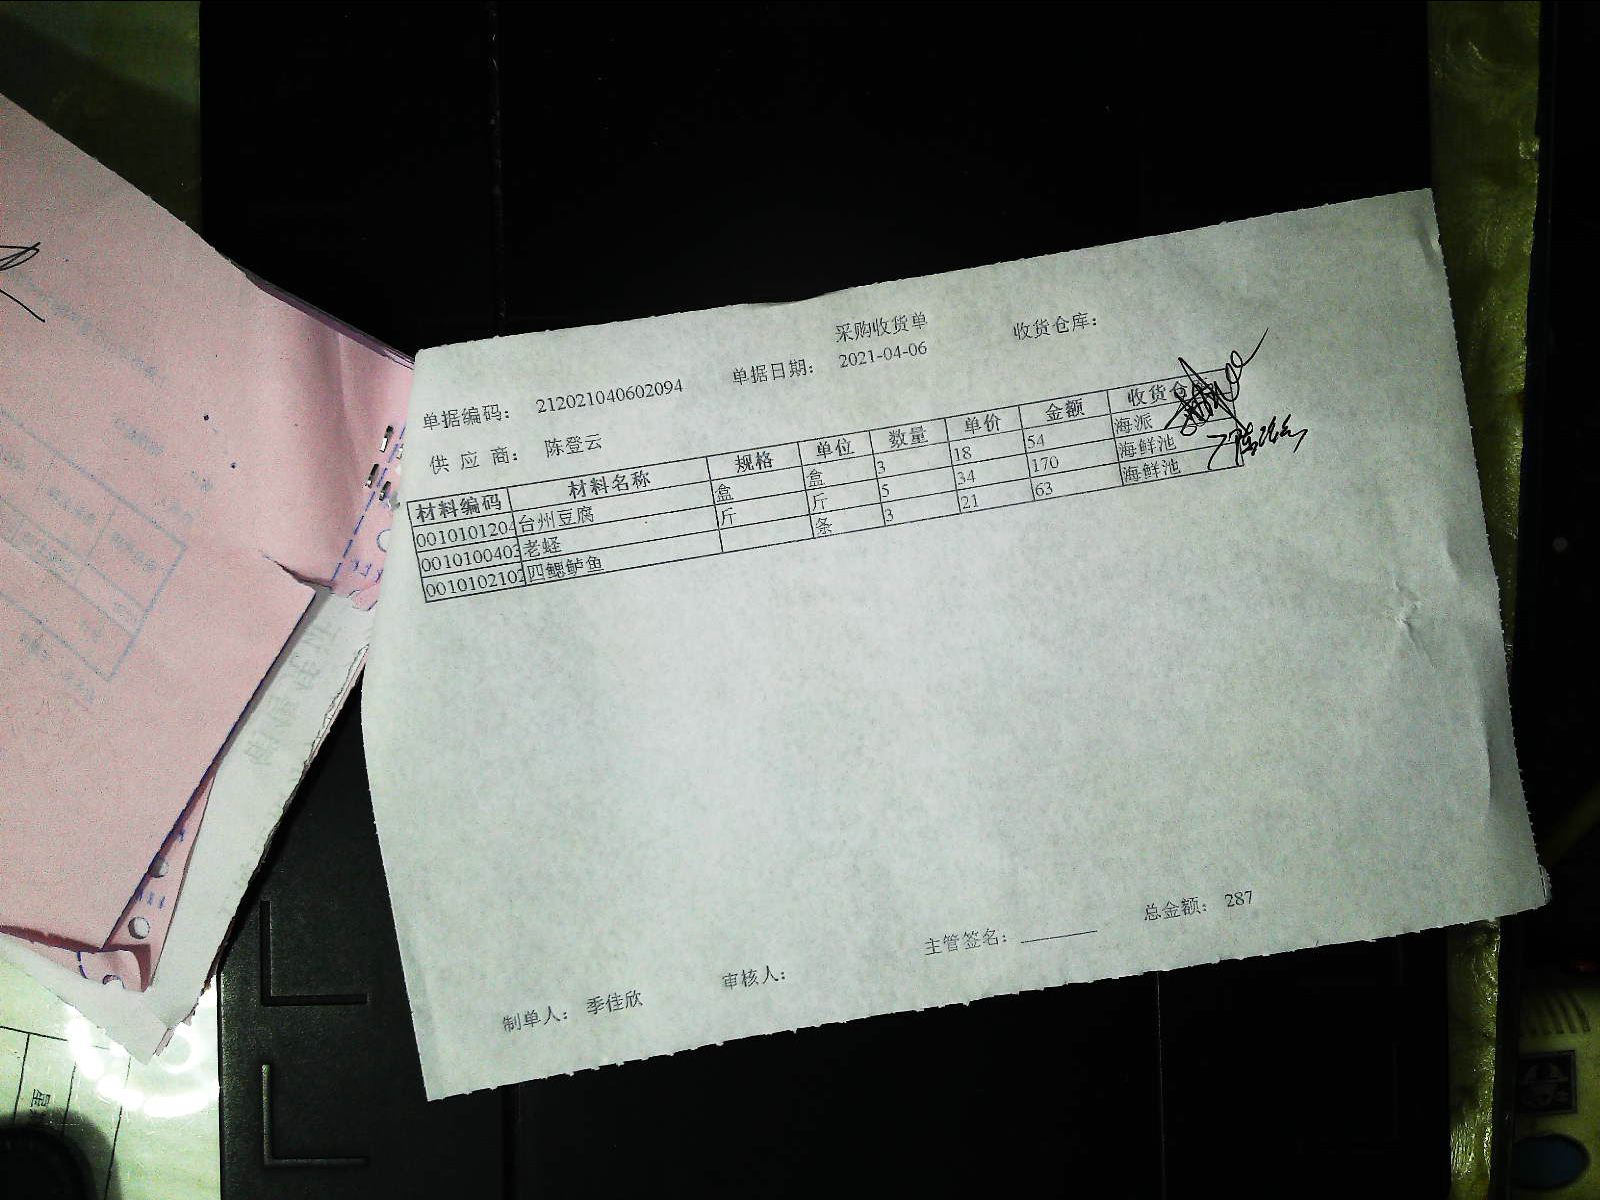 采购收货单
单据编码： 212021040602094 单据日期： 2021-04-06 收货仓库：
供 应 商： 陈登云
材料编码 材料名称 规格 单位 数量 单价 金额 收货仓
0010101204 台州豆腐 盒 盒 3 18 54 海派
0010100403 老蛏 斤 斤 5 34 170 海鲜池
0010102102 四鳃鲈鱼 条 3 21 63 海鲜池
制单人： 季佳欣 审核人： 主管签名： 总金额： 287